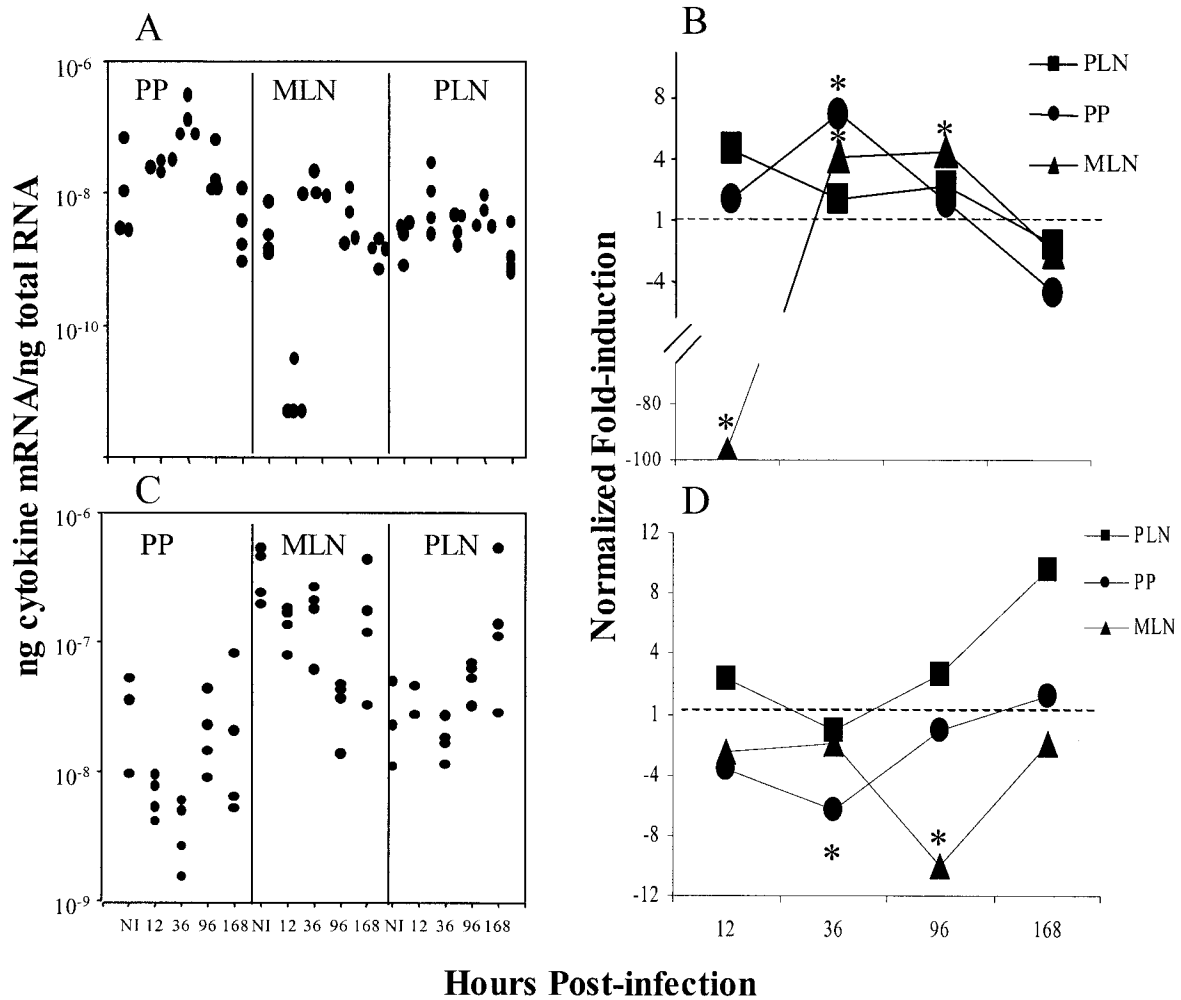 A
10-6
PP
MLN
PLN
10-8
10-10
B
8
4
1
-4
-80
-100
*
*
*
*
PLN
PP
MLN
C
10-6
PP
MLN
PLN
10-7
10-8
10-9
NI 12 36 96 168 NI 12 36 96 168 NI 12 36 96 168
D
12
8
4
1
-4
-8
-12
*
*
PLN
PP
MLN
12 36 96 168
ng cytokine mRNA/ng total RNA
Normalized Fold-induction
Hours Post-infection